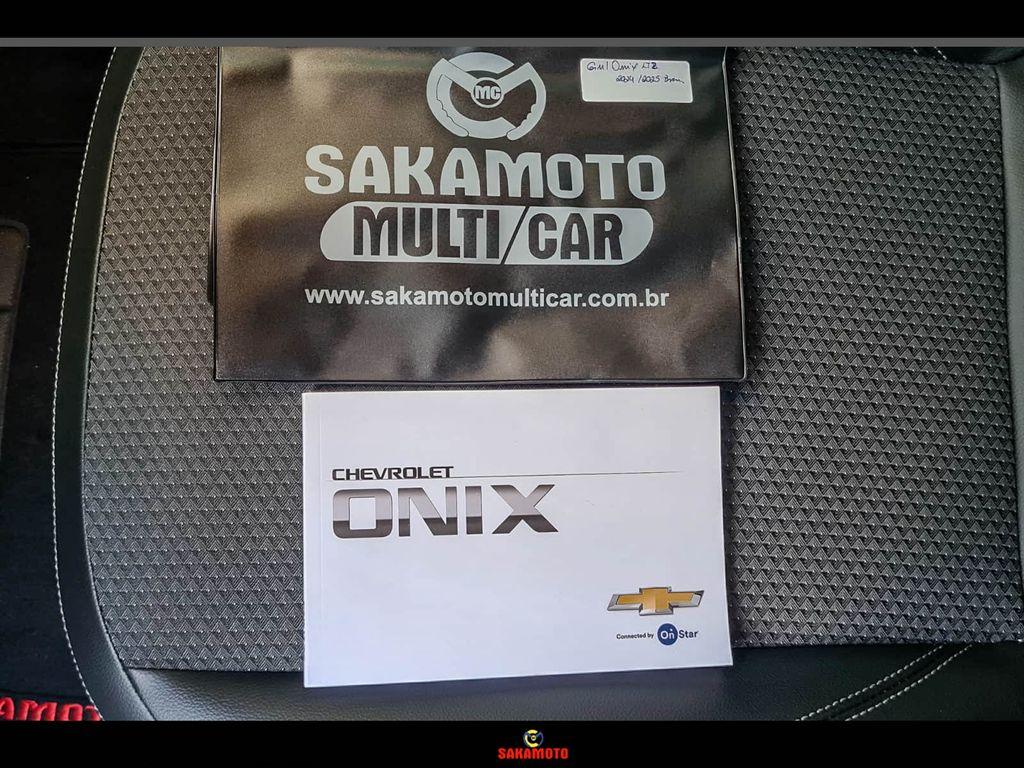 GM/Onix LTZ
2024/2025
MC
SAKAMOTO
MULTI/CAR
www.sakamotomulticar.com.br
CHEVROLET
ONIX
Connected by OnStar
SAKAMOTO